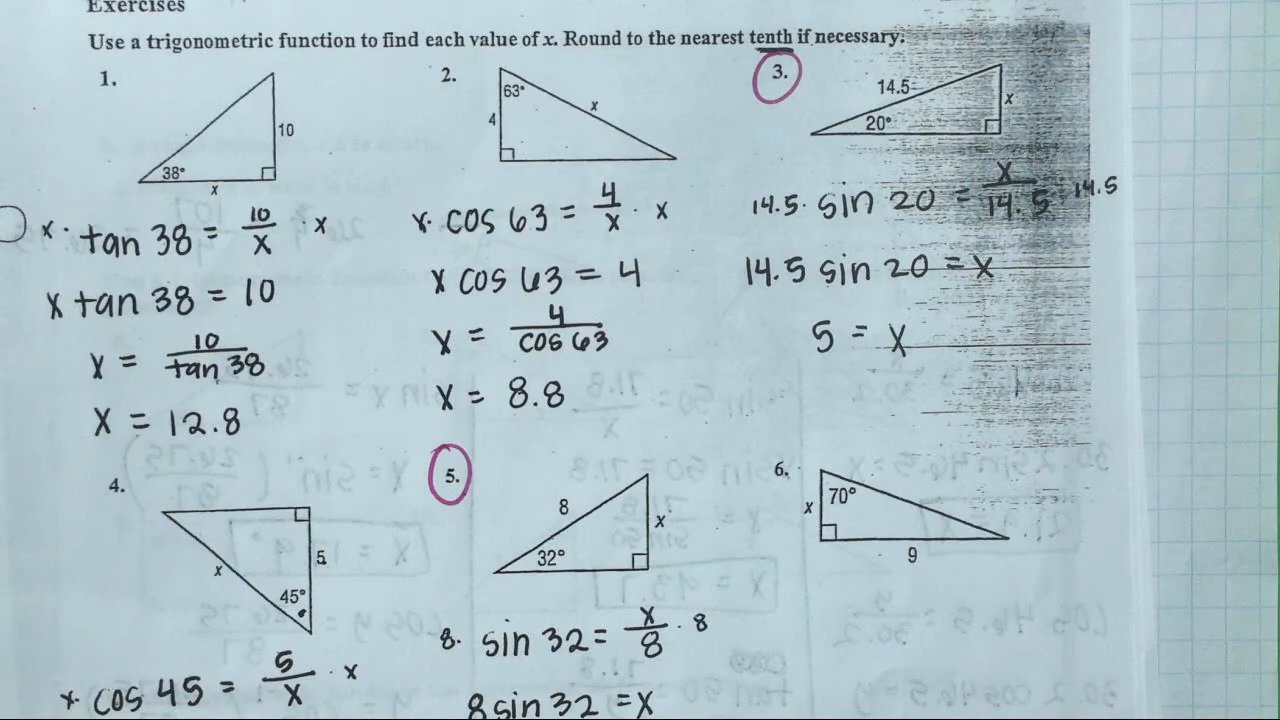 Exercises
Use a trigonometric function to find each value of x. Round to the nearest tenth if necessary.
1.
10
38°
x
x · tan 38 = 10/x · x
x tan 38 = 10
x = 10/tan 38
x = 12.8
2.
63°
4
x
x · cos 63 = 4/x · x
x cos 63 = 4
x = 4/cos 63
x = 8.8
3.
14.5
20°
x
14.5 · sin 20 = x/14.5 · 14.5
14.5 sin 20 = x
5 = x
4.
5
x
45°
x · cos 45 = 5/x · x
5.
8
x
32°
8 · sin 32 = x/8 · 8
8 sin 32 = x
6.
70°
x
9